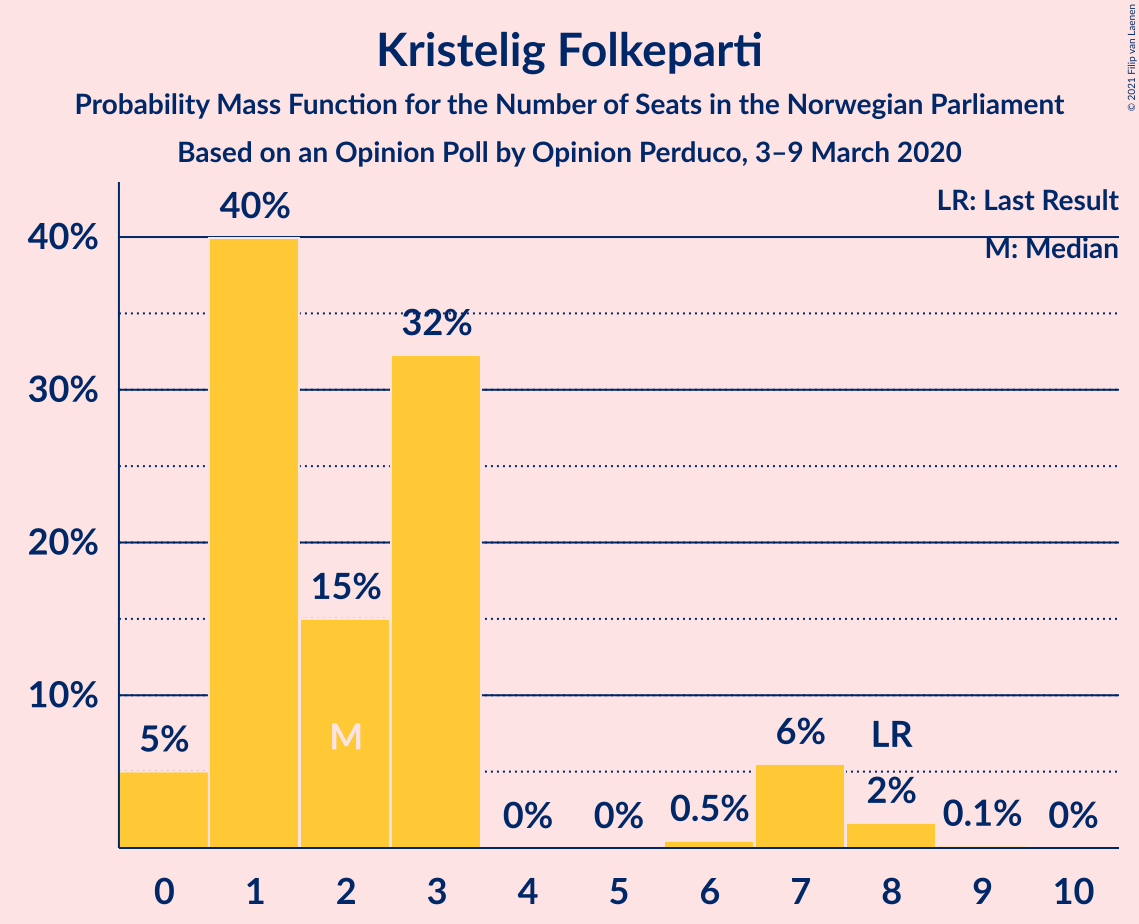 Kristelig Folkeparti
Probability Mass Function for the Number of Seats in the Norwegian Parliament
Based on an Opinion Poll by Opinion Perduco, 3–9 March 2020
© 2021 Filip van Laenen
LR: Last Result
M: Median
40%
30%
20%
10%
5%
40%
15%
M
32%
0%
0%
0.5%
6%
LR
2%
0.1%
0%
0 1 2 3 4 5 6 7 8 9 10